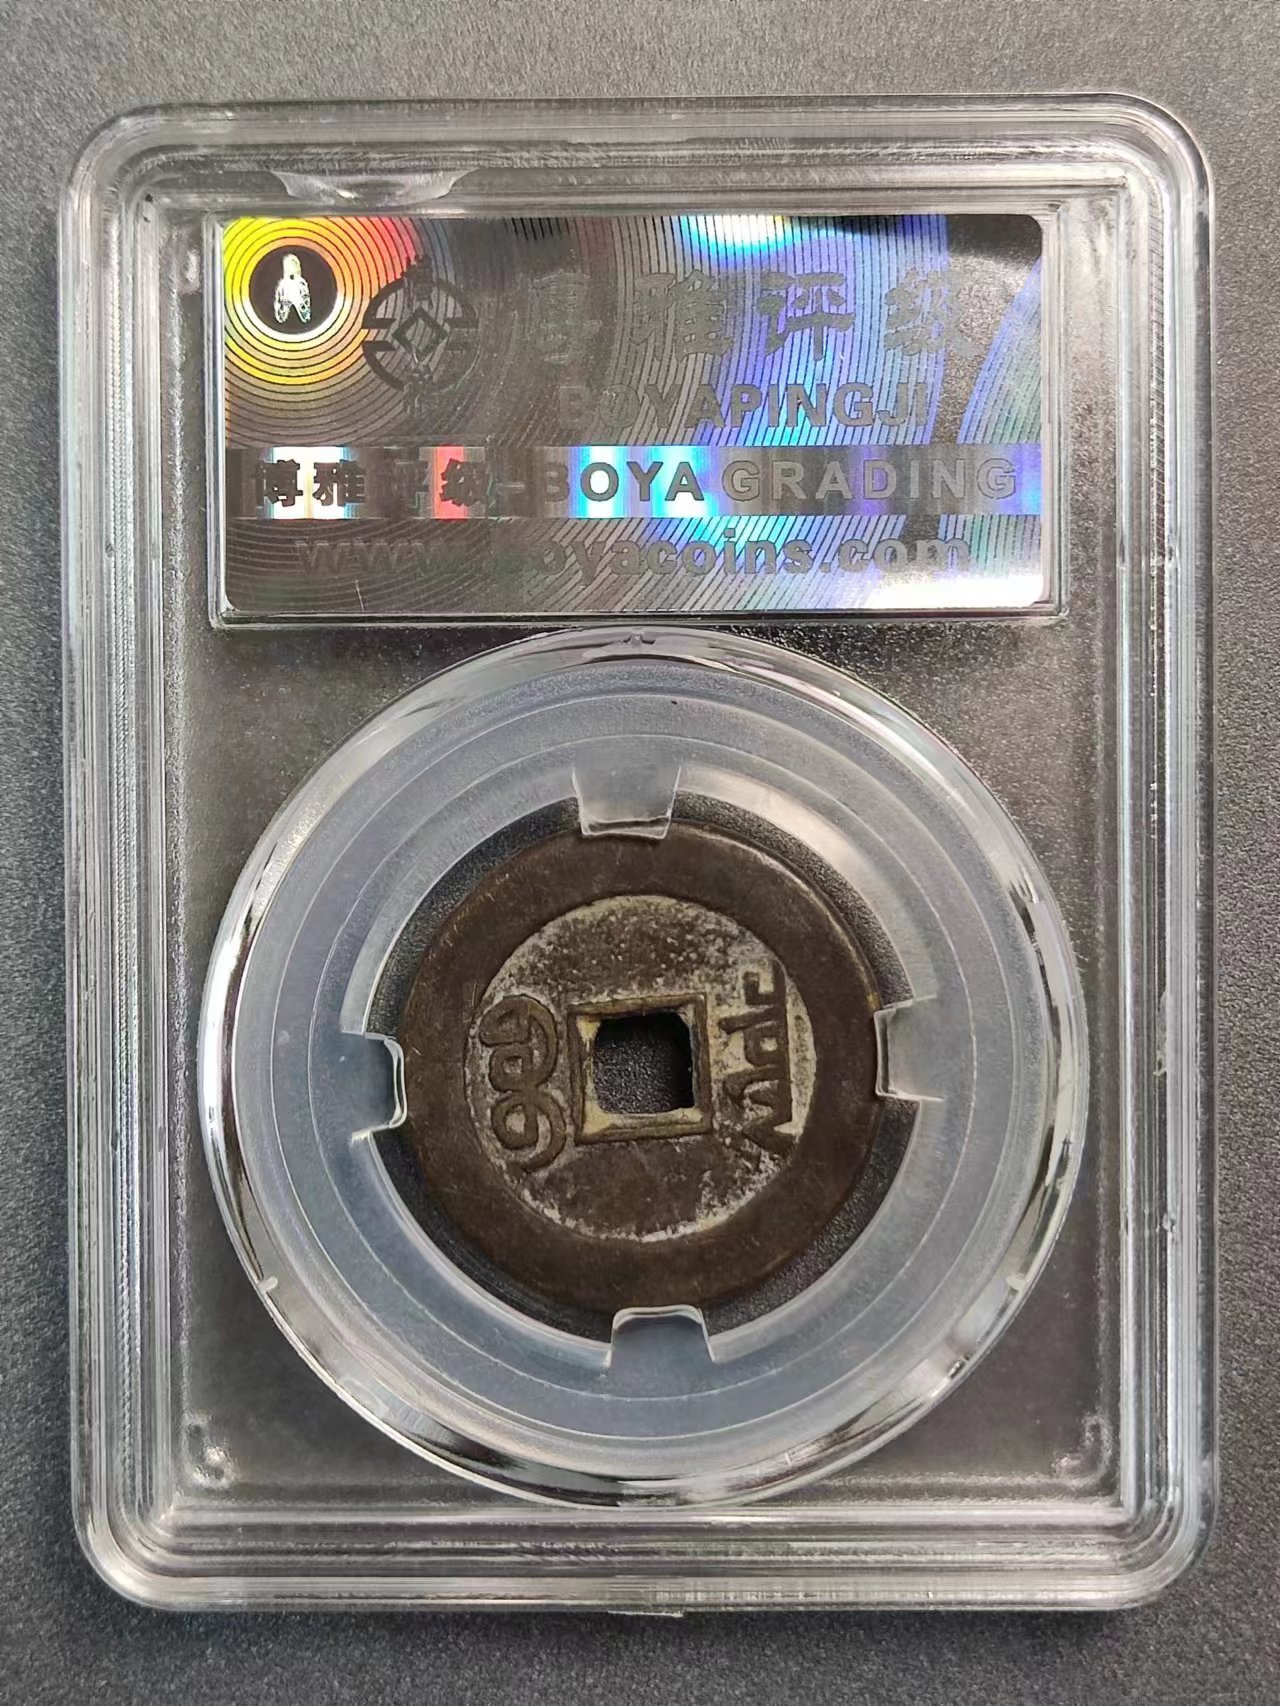 博雅评级
BOYAPINGJI
博雅评级-BOYA GRADING
www.boyacoins.com